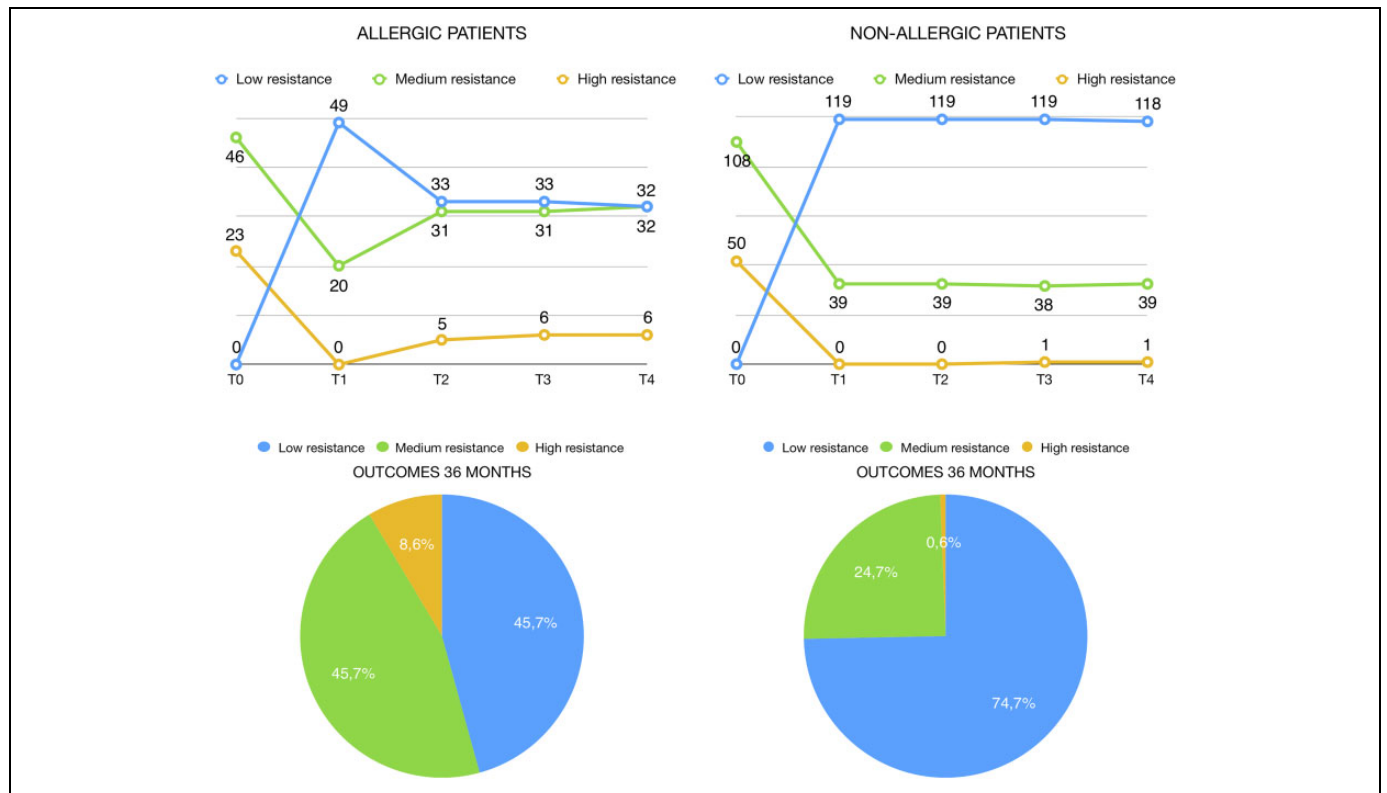 ALLERGIC PATIENTS
Low resistance Medium resistance High resistance
49
46
33 33 32
23
31 31 32
20
5 6 6
0 0
T0 T1 T2 T3 T4
NON-ALLERGIC PATIENTS
Low resistance Medium resistance High resistance
119 119 119 118
108
50
39 39 38 39
0 0 0 1 1
T0 T1 T2 T3 T4
Low resistance Medium resistance High resistance
OUTCOMES 36 MONTHS
8,6%
45,7%
45,7%
Low resistance Medium resistance High resistance
OUTCOMES 36 MONTHS
0,6%
24,7%
74,7%